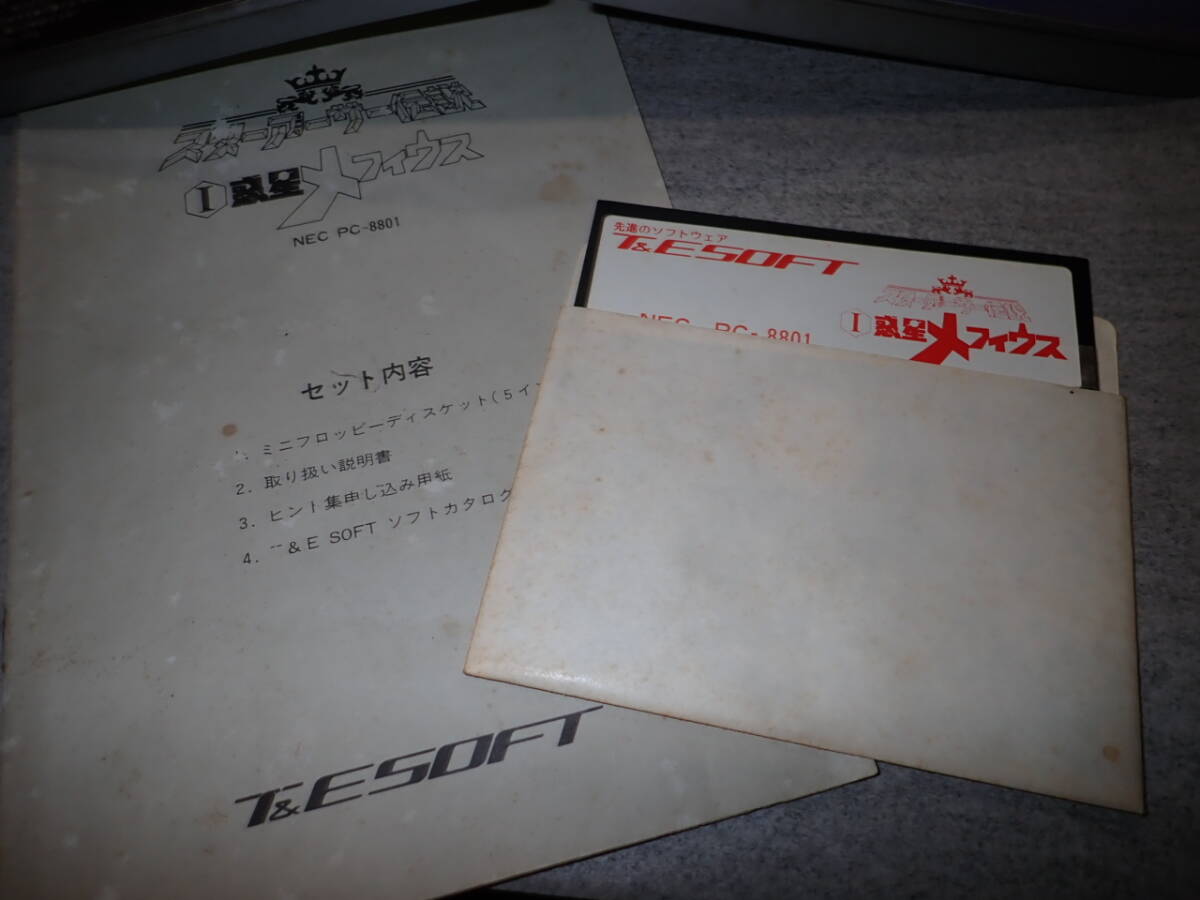 スターアーサー伝説
I 惑星メフィウス
NEC PC-8801
セット内容
1. ミニフロッピーディスケット(5イ
2. 取り扱い説明書
3. ヒント集申し込み用紙
4. T&E SOFT ソフトカタログ
T&E SOFT
先進のソフトウェア
T&E SOFT
スターアーサー伝説
NEC PC-8801
I 惑星メフィウス